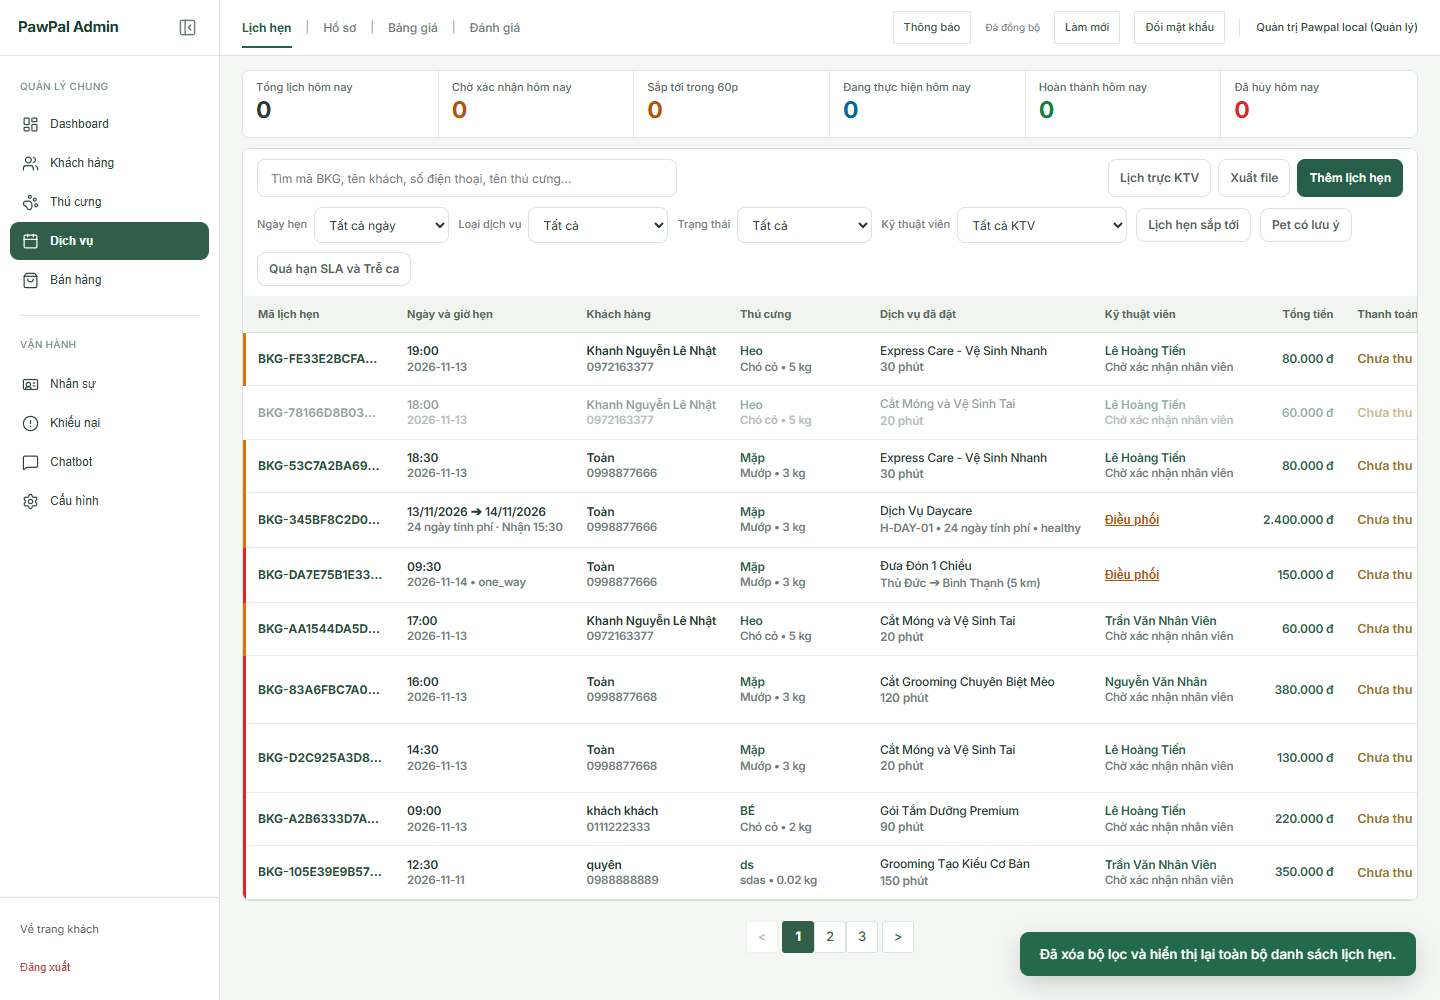 PawPal Admin
QUẢN LÝ CHUNG
Dashboard
Khách hàng
Thú cưng
Dịch vụ
Bán hàng
VẬN HÀNH
Nhân sự
Khiếu nại
Chatbot
Cấu hình
Về trang khách
Đăng xuất
Lịch hẹn | Hồ sơ | Bảng giá | Đánh giá
Thông báo Đã đồng bộ Làm mới Đổi mật khẩu Quản trị Pawpal local (Quản lý)
Tổng lịch hôm nay Chờ xác nhận hôm nay Sắp tới trong 60p Đang thực hiện hôm nay Hoàn thành hôm nay Đã hủy hôm nay
0 0 0 0 0 0
Tìm mã BKG, tên khách, số điện thoại, tên thú cưng... Lịch trực KTV Xuất file Thêm lịch hẹn
Ngày hẹn Tất cả ngày Loại dịch vụ Tất cả Trạng thái Tất cả Kỹ thuật viên Tất cả KTV Lịch hẹn sắp tới Pet có lưu ý
Quá hạn SLA và Trễ ca
Mã lịch hẹn Ngày và giờ hẹn Khách hàng Thú cưng Dịch vụ đã đặt Kỹ thuật viên Tổng tiền Thanh toán
BKG-FE33E2BCFA... 19:00 Khanh Nguyễn Lê Nhật Heo Express Care - Vệ Sinh Nhanh Lê Hoàng Tiến 80.000 đ Chưa thu
2026-11-13 0972163377 Chó cỏ • 5 kg 30 phút Chờ xác nhận nhân viên
BKG-78166D8B03... 18:00 Khanh Nguyễn Lê Nhật Heo Cắt Móng và Vệ Sinh Tai Lê Hoàng Tiến 60.000 đ Chưa thu
2026-11-13 0972163377 Chó cỏ • 5 kg 20 phút Chờ xác nhận nhân viên
BKG-53C7A2BA69... 18:30 Toàn Mặp Express Care - Vệ Sinh Nhanh Lê Hoàng Tiến 80.000 đ Chưa thu
2026-11-13 0998877666 Mướp • 3 kg 30 phút Chờ xác nhận nhân viên
BKG-345BF8C2D0... 13/11/2026 ➔ 14/11/2026 Toàn Mặp Dịch Vụ Daycare Điều phối 2.400.000 đ Chưa thu
24 ngày tính phí · Nhận 15:30 0998877666 Mướp • 3 kg H-DAY-01 • 24 ngày tính phí • healthy
BKG-DA7E75B1E33... 09:30 Toàn Mặp Đưa Đón 1 Chiều Điều phối 150.000 đ Chưa thu
2026-11-14 • one_way 0998877666 Mướp • 3 kg Thủ Đức ➔ Bình Thạnh (5 km)
BKG-AA1544DA5D... 17:00 Khanh Nguyễn Lê Nhật Heo Cắt Móng và Vệ Sinh Tai Trần Văn Nhân Viên 60.000 đ Chưa thu
2026-11-13 0972163377 Chó cỏ • 5 kg 20 phút Chờ xác nhận nhân viên
BKG-83A6FBC7A0... 16:00 Toàn Mặp Cắt Grooming Chuyên Biệt Mèo Nguyễn Văn Nhân 380.000 đ Chưa thu
2026-11-13 0998877668 Mướp • 3 kg 120 phút Chờ xác nhận nhân viên
BKG-D2C925A3D8... 14:30 Toàn Mặp Cắt Móng và Vệ Sinh Tai Lê Hoàng Tiến 130.000 đ Chưa thu
2026-11-13 0998877668 Mướp • 3 kg 20 phút Chờ xác nhận nhân viên
BKG-A2B6333D7A... 09:00 khách khách BÉ Gói Tắm Dưỡng Premium Lê Hoàng Tiến 220.000 đ Chưa thu
2026-11-13 0111222333 Chó cỏ • 2 kg 90 phút Chờ xác nhận nhân viên
BKG-105E39E9B57... 12:30 quyên ds Grooming Tạo Kiểu Cơ Bản Trần Văn Nhân Viên 350.000 đ Chưa thu
2026-11-11 0988888889 sdas • 0.02 kg 150 phút Chờ xác nhận nhân viên
< 1 2 3 >
Đã xóa bộ lọc và hiển thị lại toàn bộ danh sách lịch hẹn.